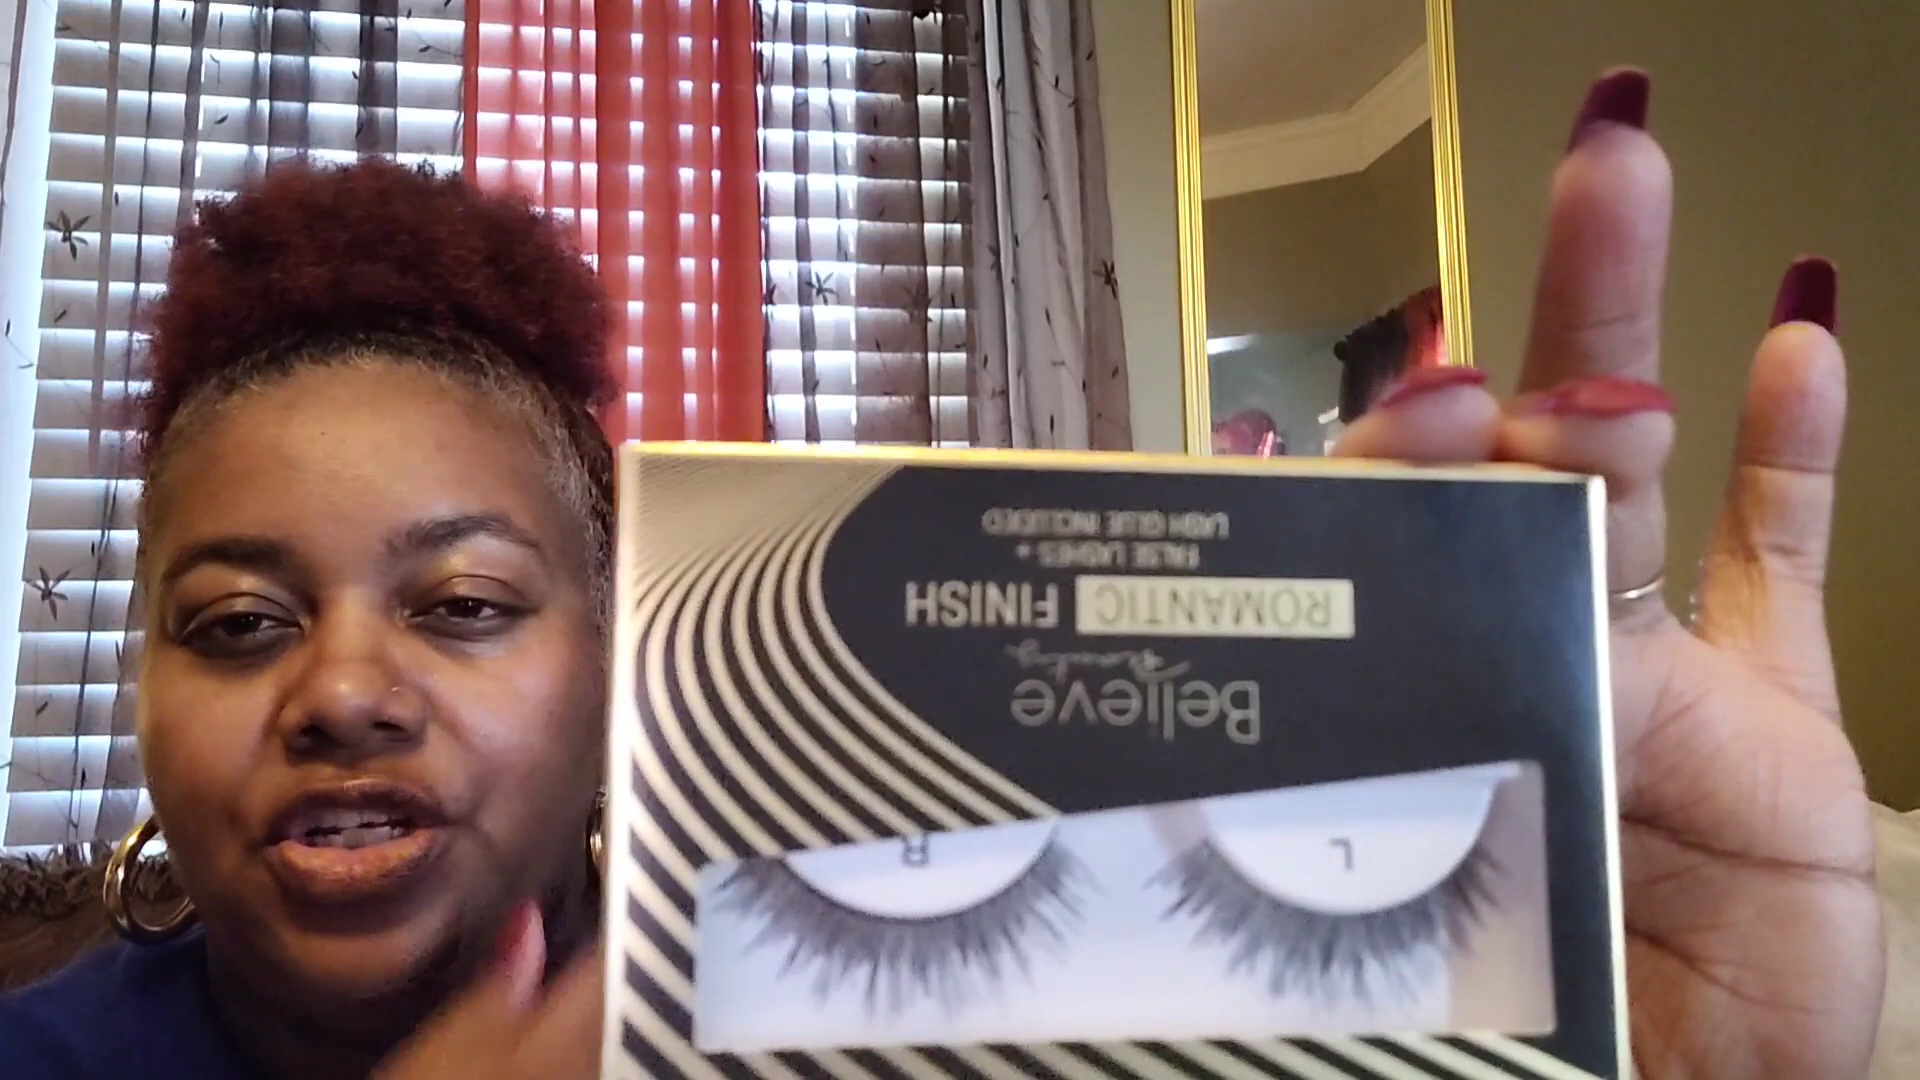 Believe
Beauty
ROMANTIC FINISH
FALSE LASHES +
LASH GLUE INCLUDED
L
R